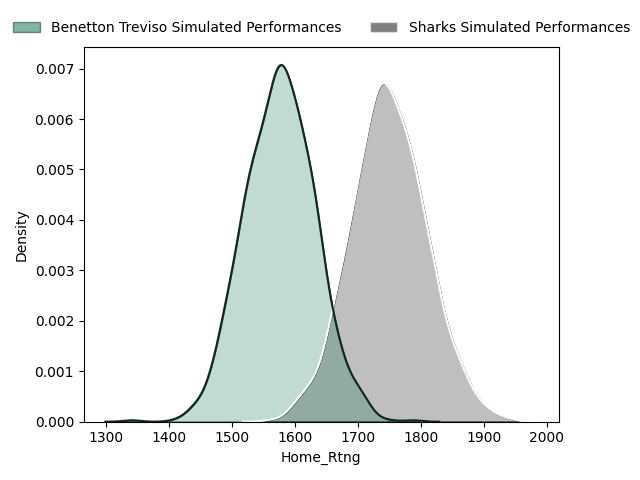 Benetton Treviso Simulated Performances
Sharks Simulated Performances
0.007
0.006
0.005
0.004
0.003
0.002
0.001
0.000
Density
1300 1400 1500 1600 1700 1800 1900 2000
Home_Rtng